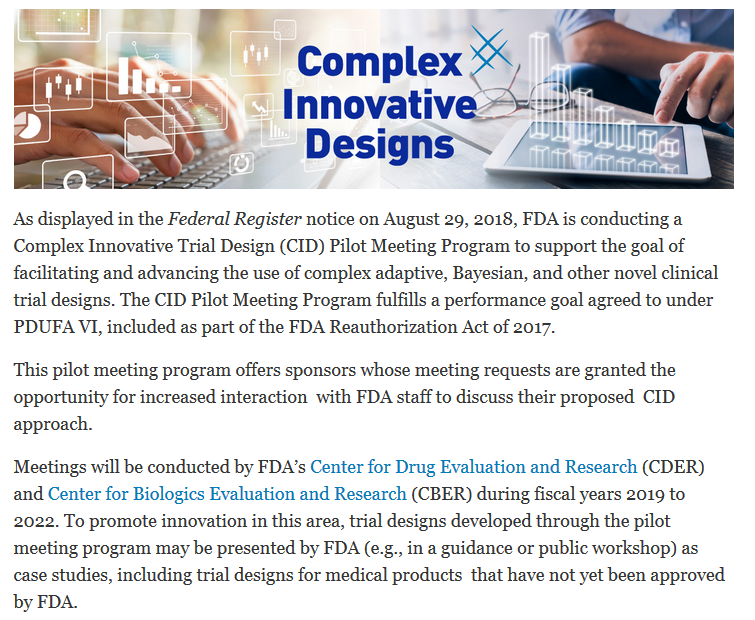 Complex
Innovative
Designs
As displayed in the Federal Register notice on August 29, 2018, FDA is conducting a
Complex Innovative Trial Design (CID) Pilot Meeting Program to support the goal of
facilitating and advancing the use of complex adaptive, Bayesian, and other novel clinical
trial designs. The CID Pilot Meeting Program fulfills a performance goal agreed to under
PDUFA VI, included as part of the FDA Reauthorization Act of 2017.
This pilot meeting program offers sponsors whose meeting requests are granted the
opportunity for increased interaction  with FDA staff to discuss their proposed  CID
approach.
Meetings will be conducted by FDA’s Center for Drug Evaluation and Research (CDER)
and Center for Biologics Evaluation and Research (CBER) during fiscal years 2019 to
2022. To promote innovation in this area, trial designs developed through the pilot
meeting program may be presented by FDA (e.g., in a guidance or public workshop) as
case studies, including trial designs for medical products  that have not yet been approved
by FDA.